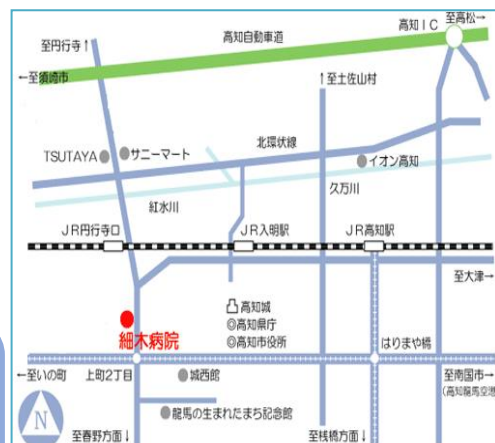 至円行寺↑
高知自動車道
高知IC
至高松→
←至須崎市
↑至土佐山村
TSUTAYA
サニーマート
北環状線
イオン高知
紅水川
久万川
JR円行寺口
JR入明駅
JR高知駅
至大津→
高知城
◎高知県庁
◎高知市役所
細木病院
はりまや橋
←至いの町
上町2丁目
城西館
至南国市→
(高知龍馬空港
N
龍馬の生まれたまち記念館
至春野方面↓
至桟橋方面↓